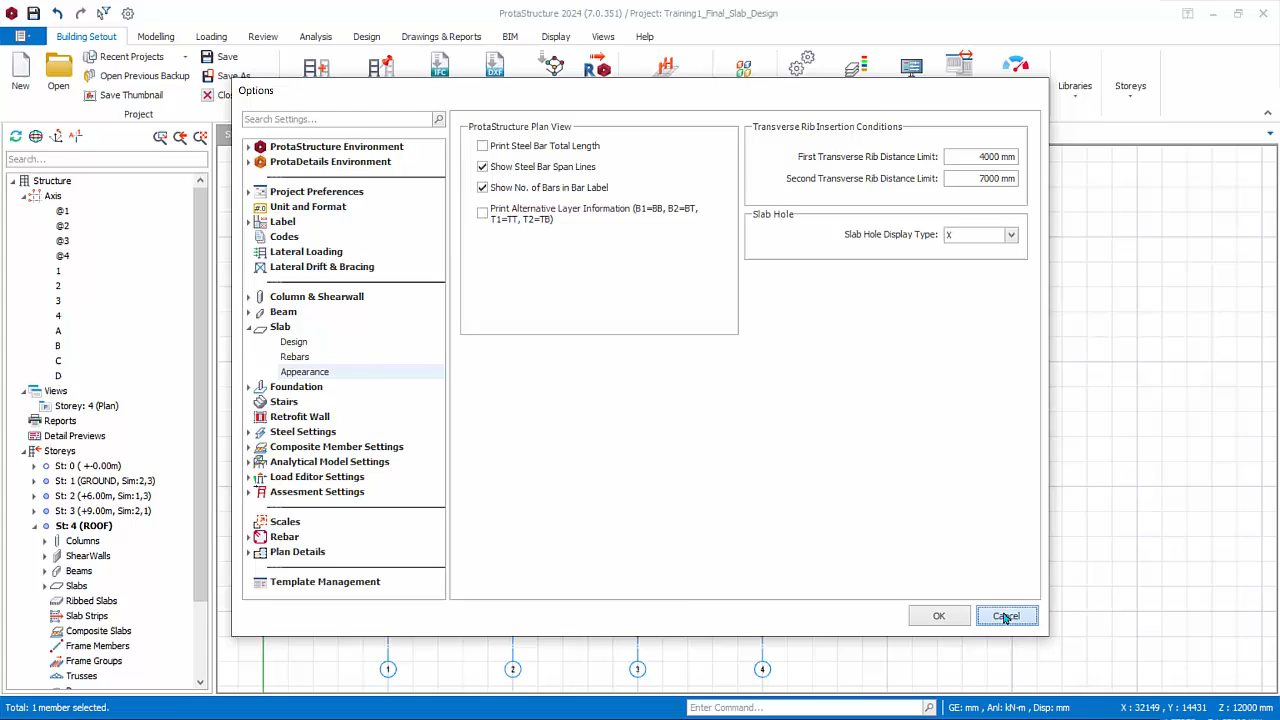 ProtaStructure 2024 (7.0.351) / Project: Training1_Final_Slab_Design
Building Setout Modelling Loading Review Analysis Design Drawings & Reports BIM Display Views Help
New
Open
Recent Projects
Open Previous Backup
Save Thumbnail
Save
Save As
Project
Libraries
Storeys
Search...
Structure
Axis
@1
@2
@3
@4
1
2
3
4
A
B
C
D
Views
Storey: 4 (Plan)
Reports
Detail Previews
Storeys
St: 0 ( +-0.00m)
St: 1 (GROUND, Sim:2,3)
St: 2 (+6.00m, Sim:1,3)
St: 3 (+9.00m, Sim:2,1)
St: 4 (ROOF)
Columns
ShearWalls
Beams
Slabs
Ribbed Slabs
Slab Strips
Composite Slabs
Frame Members
Frame Groups
Trusses
Options
Search Settings...
ProtaStructure Environment
ProtaDetails Environment
Project Preferences
Unit and Format
Label
Codes
Lateral Loading
Lateral Drift & Bracing
Column & Shearwall
Beam
Slab
Design
Rebars
Appearance
Foundation
Stairs
Retrofit Wall
Steel Settings
Composite Member Settings
Analytical Model Settings
Load Editor Settings
Assesment Settings
Scales
Rebar
Plan Details
Template Management
ProtaStructure Plan View
Print Steel Bar Total Length
Show Steel Bar Span Lines
Show No. of Bars in Bar Label
Print Alternative Layer Information (B1=BB, B2=BT,
T1=TT, T2=TB)
Transverse Rib Insertion Conditions
First Transverse Rib Distance Limit: 4000 mm
Second Transverse Rib Distance Limit: 7000 mm
Slab Hole
Slab Hole Display Type: X
OK
Cancel
1 2 3 4
Total: 1 member selected.
Enter Command...
GE: mm, Anl: kN-m , Disp: mm
X : 32149 , Y : 14431
Z : 12000 mm